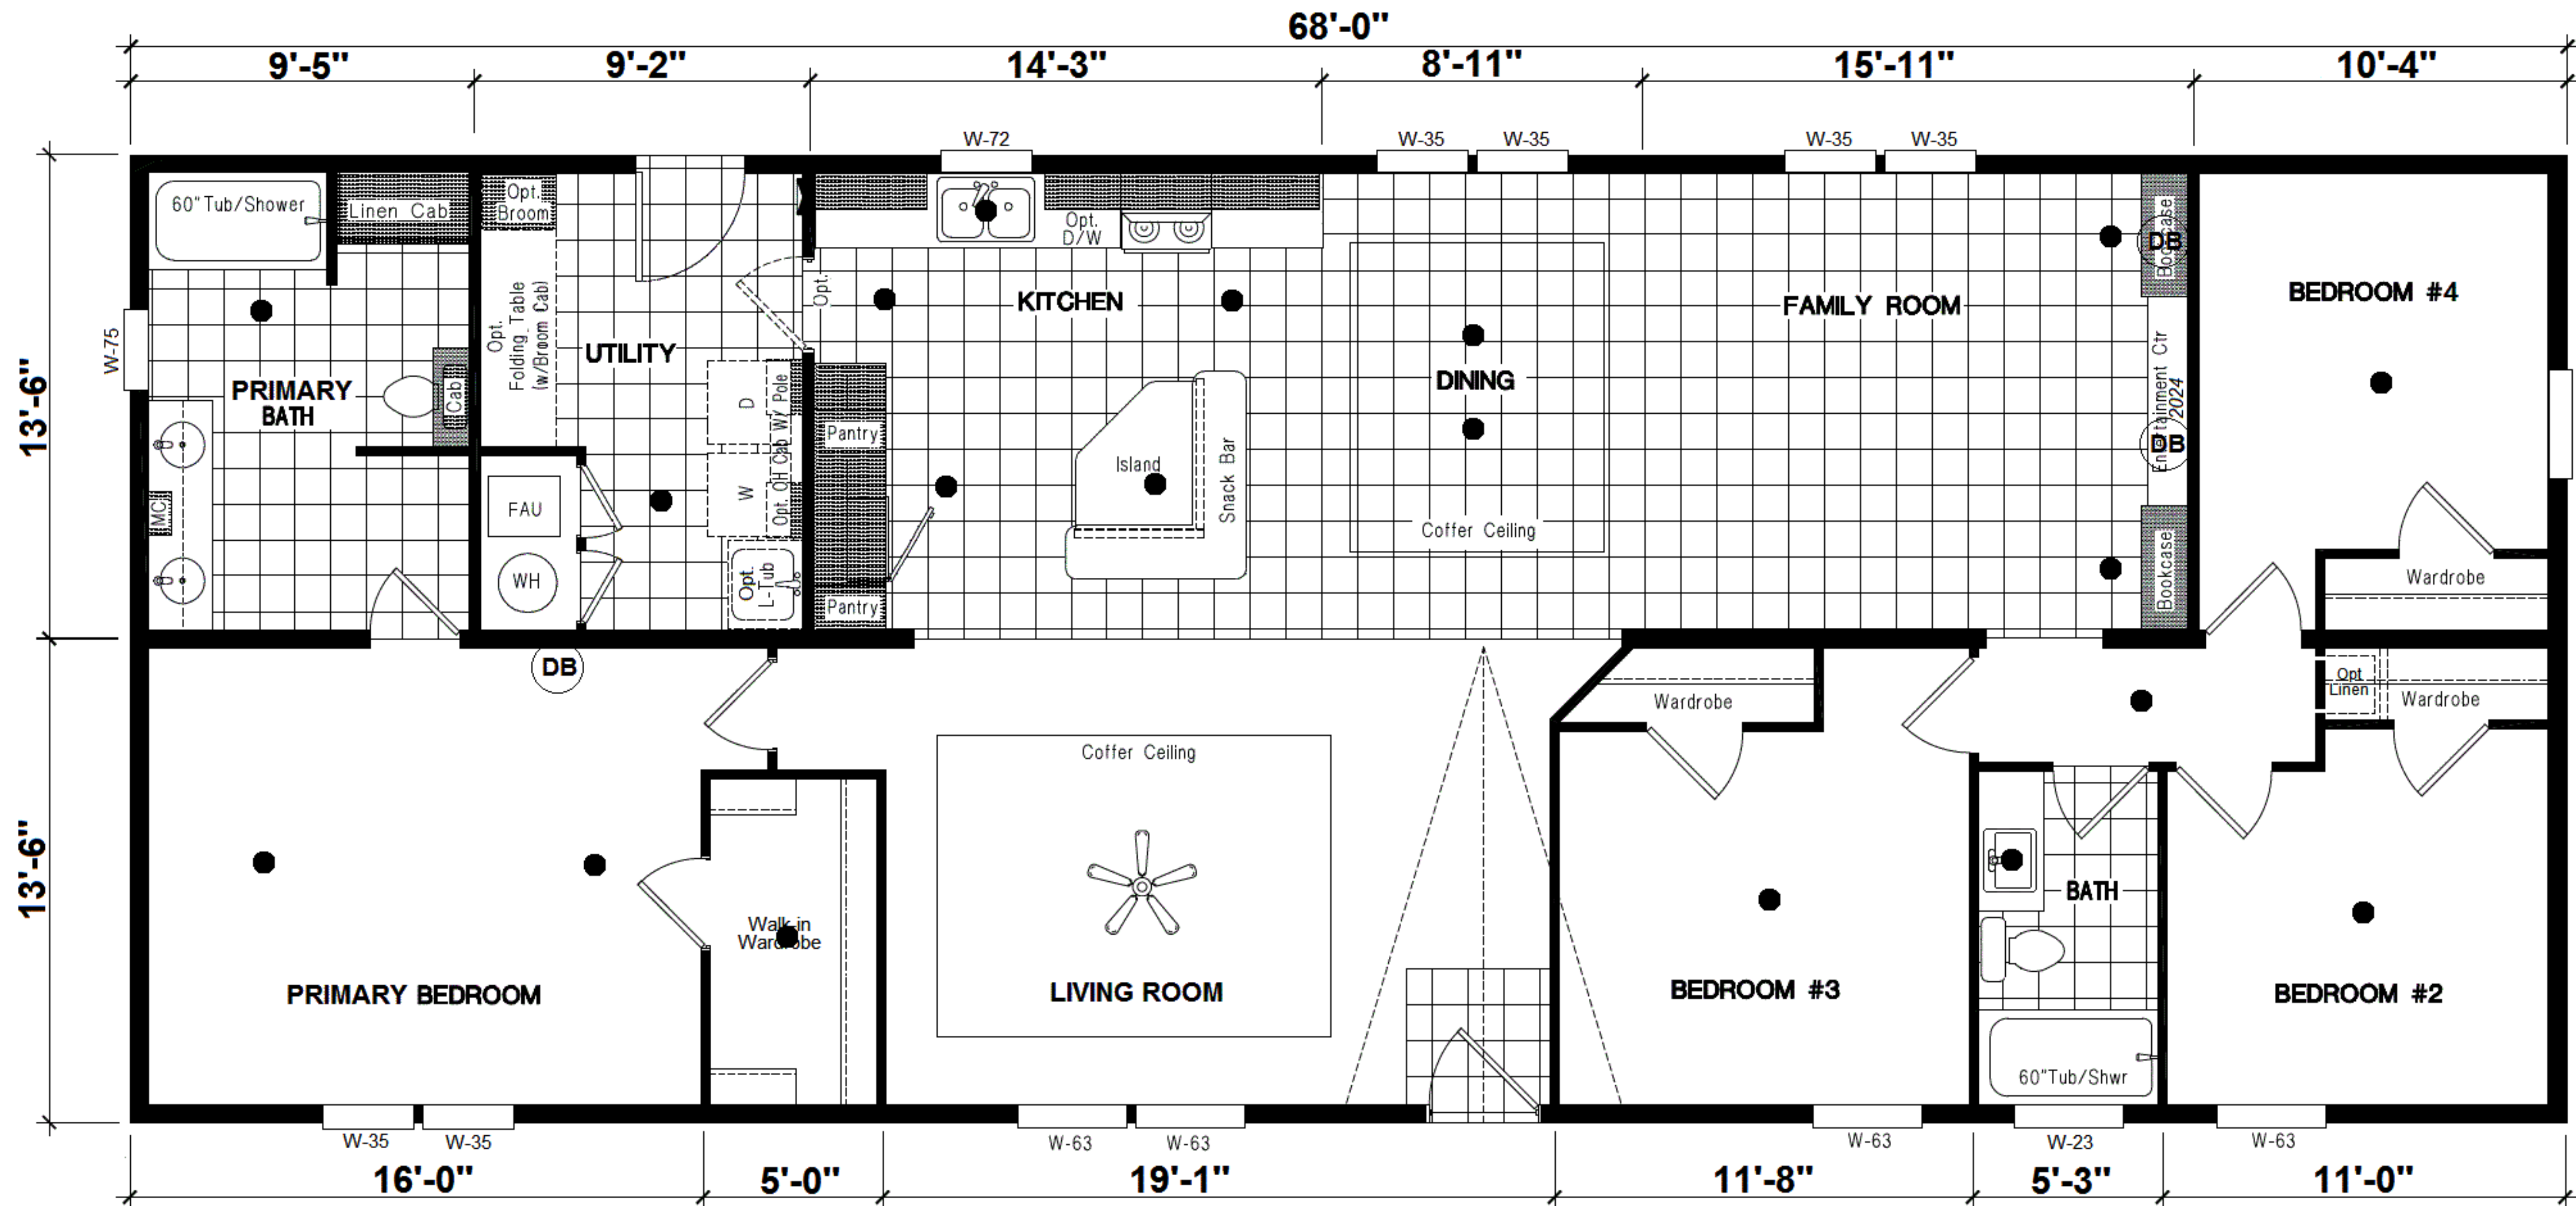 68'-0"
9'-5"
9'-2"
14'-3"
8'-11"
15'-11"
10'-4"
W-72
W-35
W-35
W-35
W-35
13'-6"
13'-6"
W-75
60"Tub/Shower
Linen Cab
PRIMARY
BATH
Cab
MC
Opt.
Broom
Opt.
Folding Table
(w/Broom Cab)
UTILITY
FAU
WH
D
W
Opt. OH Cab W/ Pole
Opt.
L-Tub
Opt.
Opt.
D/W
KITCHEN
Pantry
Pantry
Island
Snack Bar
DINING
Coffer Ceiling
FAMILY ROOM
Bookcase
DB
Entertainment Ctr
2024
DB
Bookcase
BEDROOM #4
Wardrobe
DB
PRIMARY BEDROOM
Walk-in
Wardrobe
Coffer Ceiling
LIVING ROOM
Wardrobe
BEDROOM #3
BATH
60"Tub/Shwr
Opt
Linen
Wardrobe
BEDROOM #2
W-35
W-35
W-63
W-63
W-63
W-23
W-63
16'-0"
5'-0"
19'-1"
11'-8"
5'-3"
11'-0"